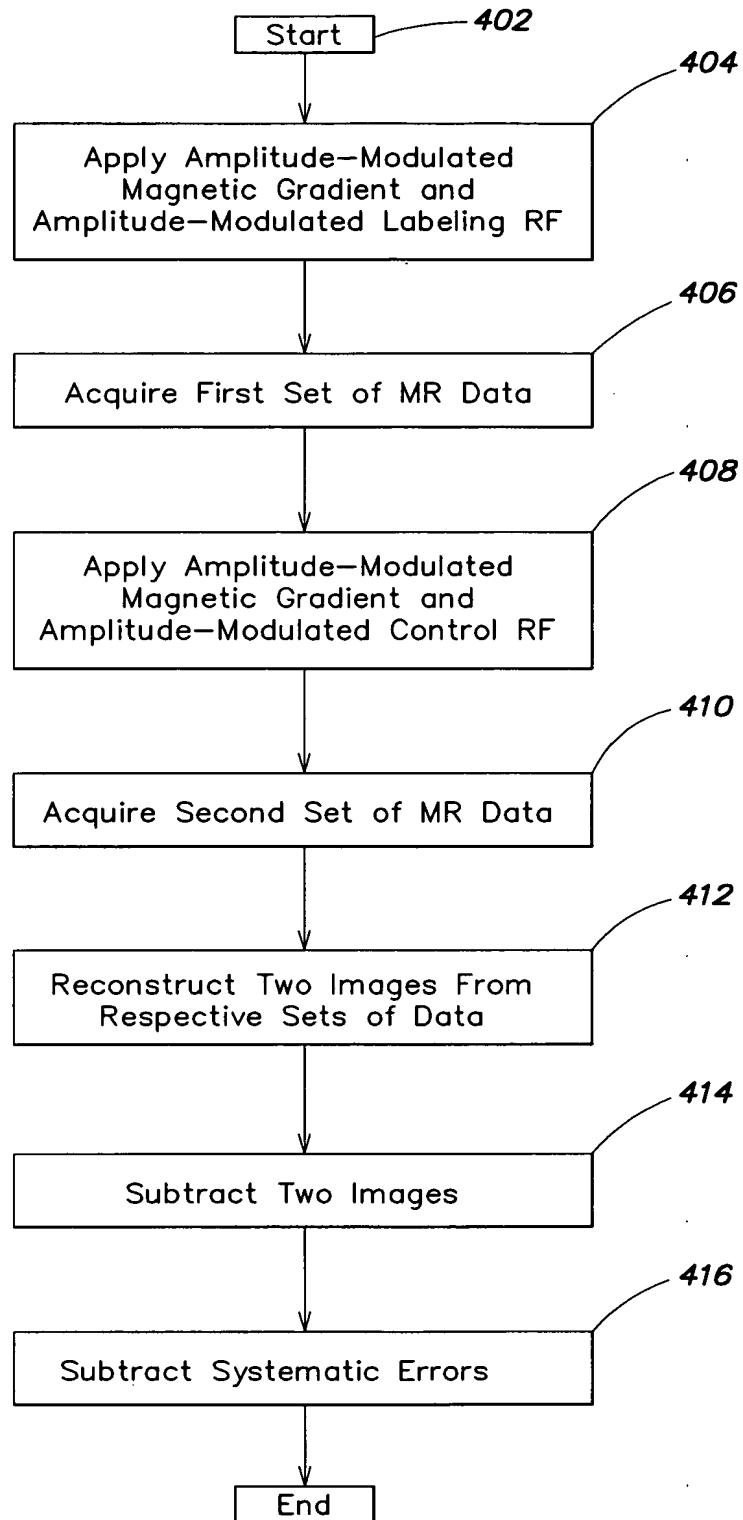 Start
402
404
Apply Amplitude-Modulated
Magnetic Gradient and
Amplitude-Modulated Labeling RF
406
Acquire First Set of MR Data
408
Apply Amplitude-Modulated
Magnetic Gradient and
Amplitude-Modulated Control RF
410
Acquire Second Set of MR Data
412
Reconstruct Two Images From
Respective Sets of Data
414
Subtract Two Images
416
Subtract Systematic Errors
End